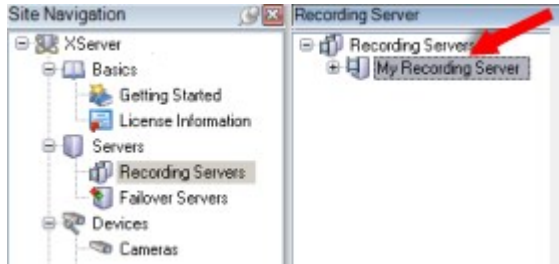 Site Navigation
XServer
Basics
Getting Started
License Information
Servers
Recording Servers
Failover Servers
Devices
Cameras
Recording Server
Recording Servers
My Recording Server